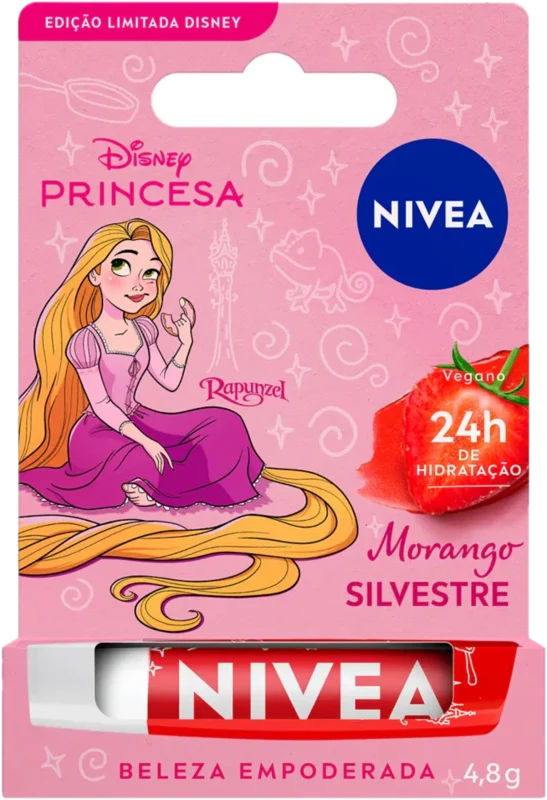 EDIÇÃO LIMITADA DISNEY
Disney
PRINCESA
NIVEA
Rapunzel
Vegano
24h
DE
HIDRATAÇÃO
Morango
SILVESTRE
NIVEA
BELEZA EMPODERADA
4,8g